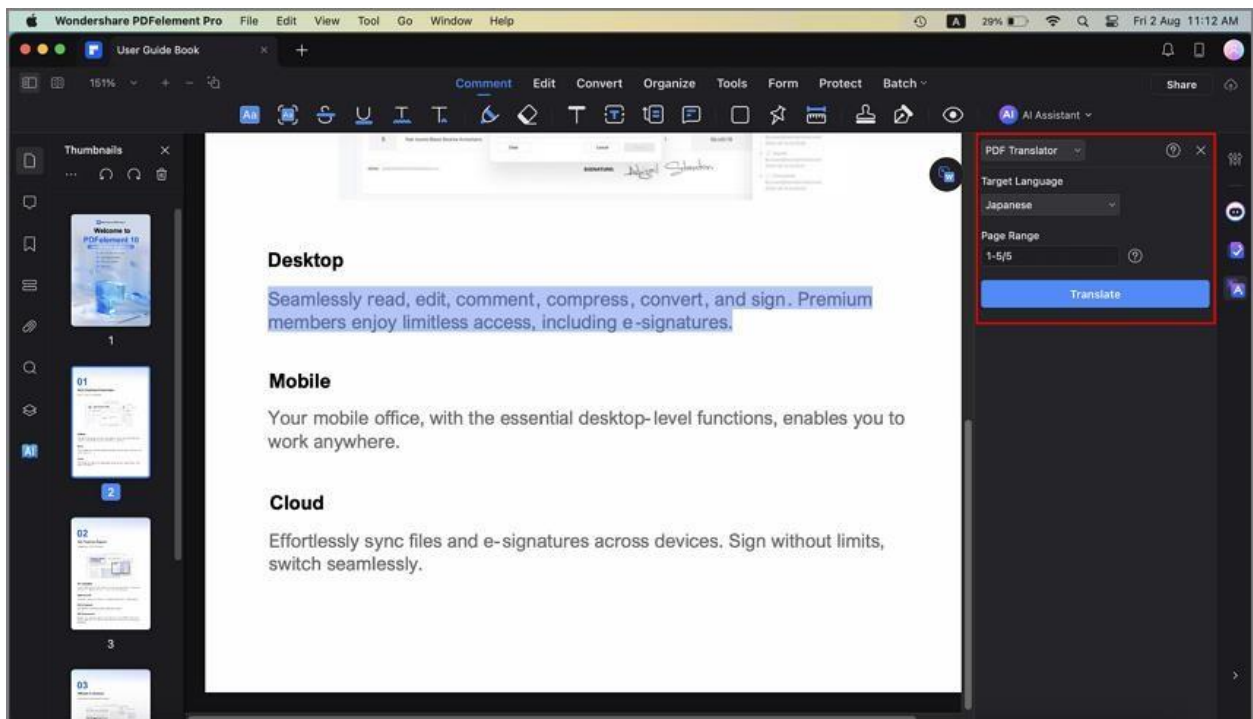 Wondershare PDFelement Pro File Edit View Tool Go Window Help A 29% Fri 2 Aug 11:12 AM
User Guide Book × +
151% − + − Comment Edit Convert Organize Tools Form Protect Batch Share
AI Assistant
Thumbnails ×
Welcome to
PDFelement 10
1
01
2
02
3
03
SIGNATURE
Desktop
Seamlessly read, edit, comment, compress, convert, and sign. Premium
members enjoy limitless access, including e-signatures.
Mobile
Your mobile office, with the essential desktop-level functions, enables you to
work anywhere.
Cloud
Effortlessly sync files and e-signatures across devices. Sign without limits,
switch seamlessly.
PDF Translator
Target Language
Japanese
Page Range
1-5/5
Translate